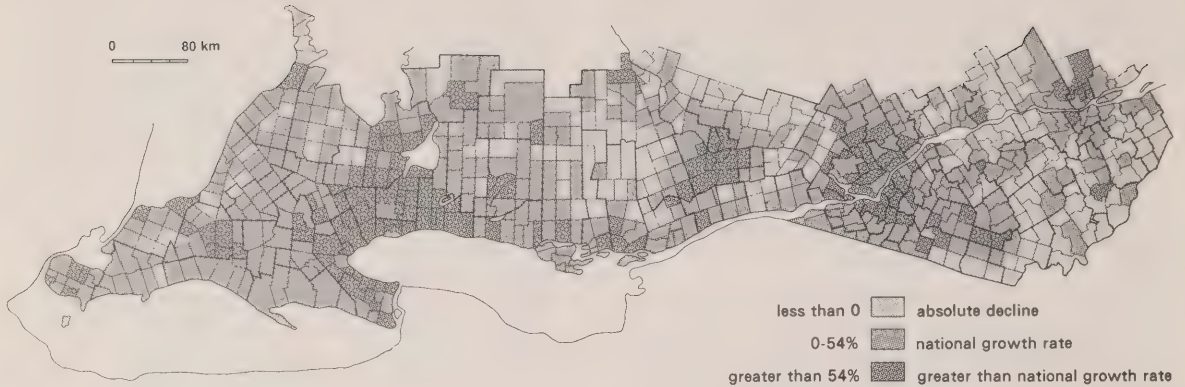 0 80 km
less than 0 absolute decline
0-54% national growth rate
greater than 54% greater than national growth rate